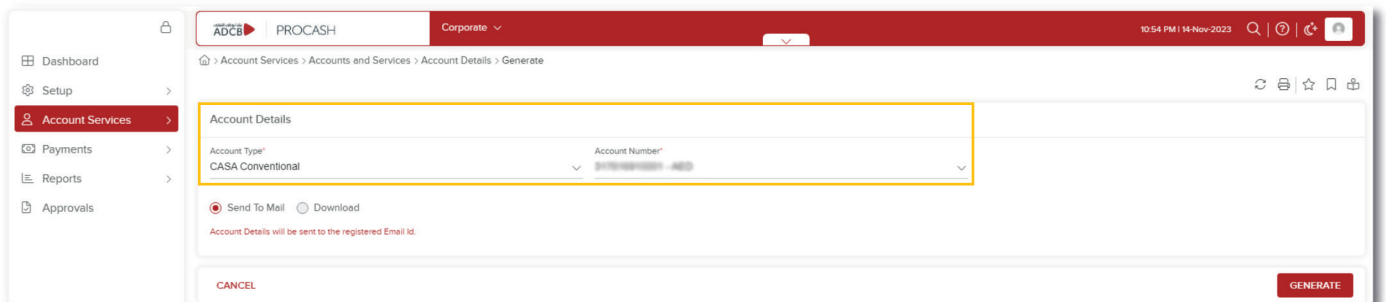 ADCB PROCASH Corporate 10:54 PM | 14-Nov-2023
Account Services > Accounts and Services > Account Details > Generate
Dashboard
Setup
Account Services
Payments
Reports
Approvals
Account Details
Account Type* Account Number*
CASA Conventional - AED
Send To Mail Download
Account Details will be sent to the registered Email Id.
CANCEL GENERATE